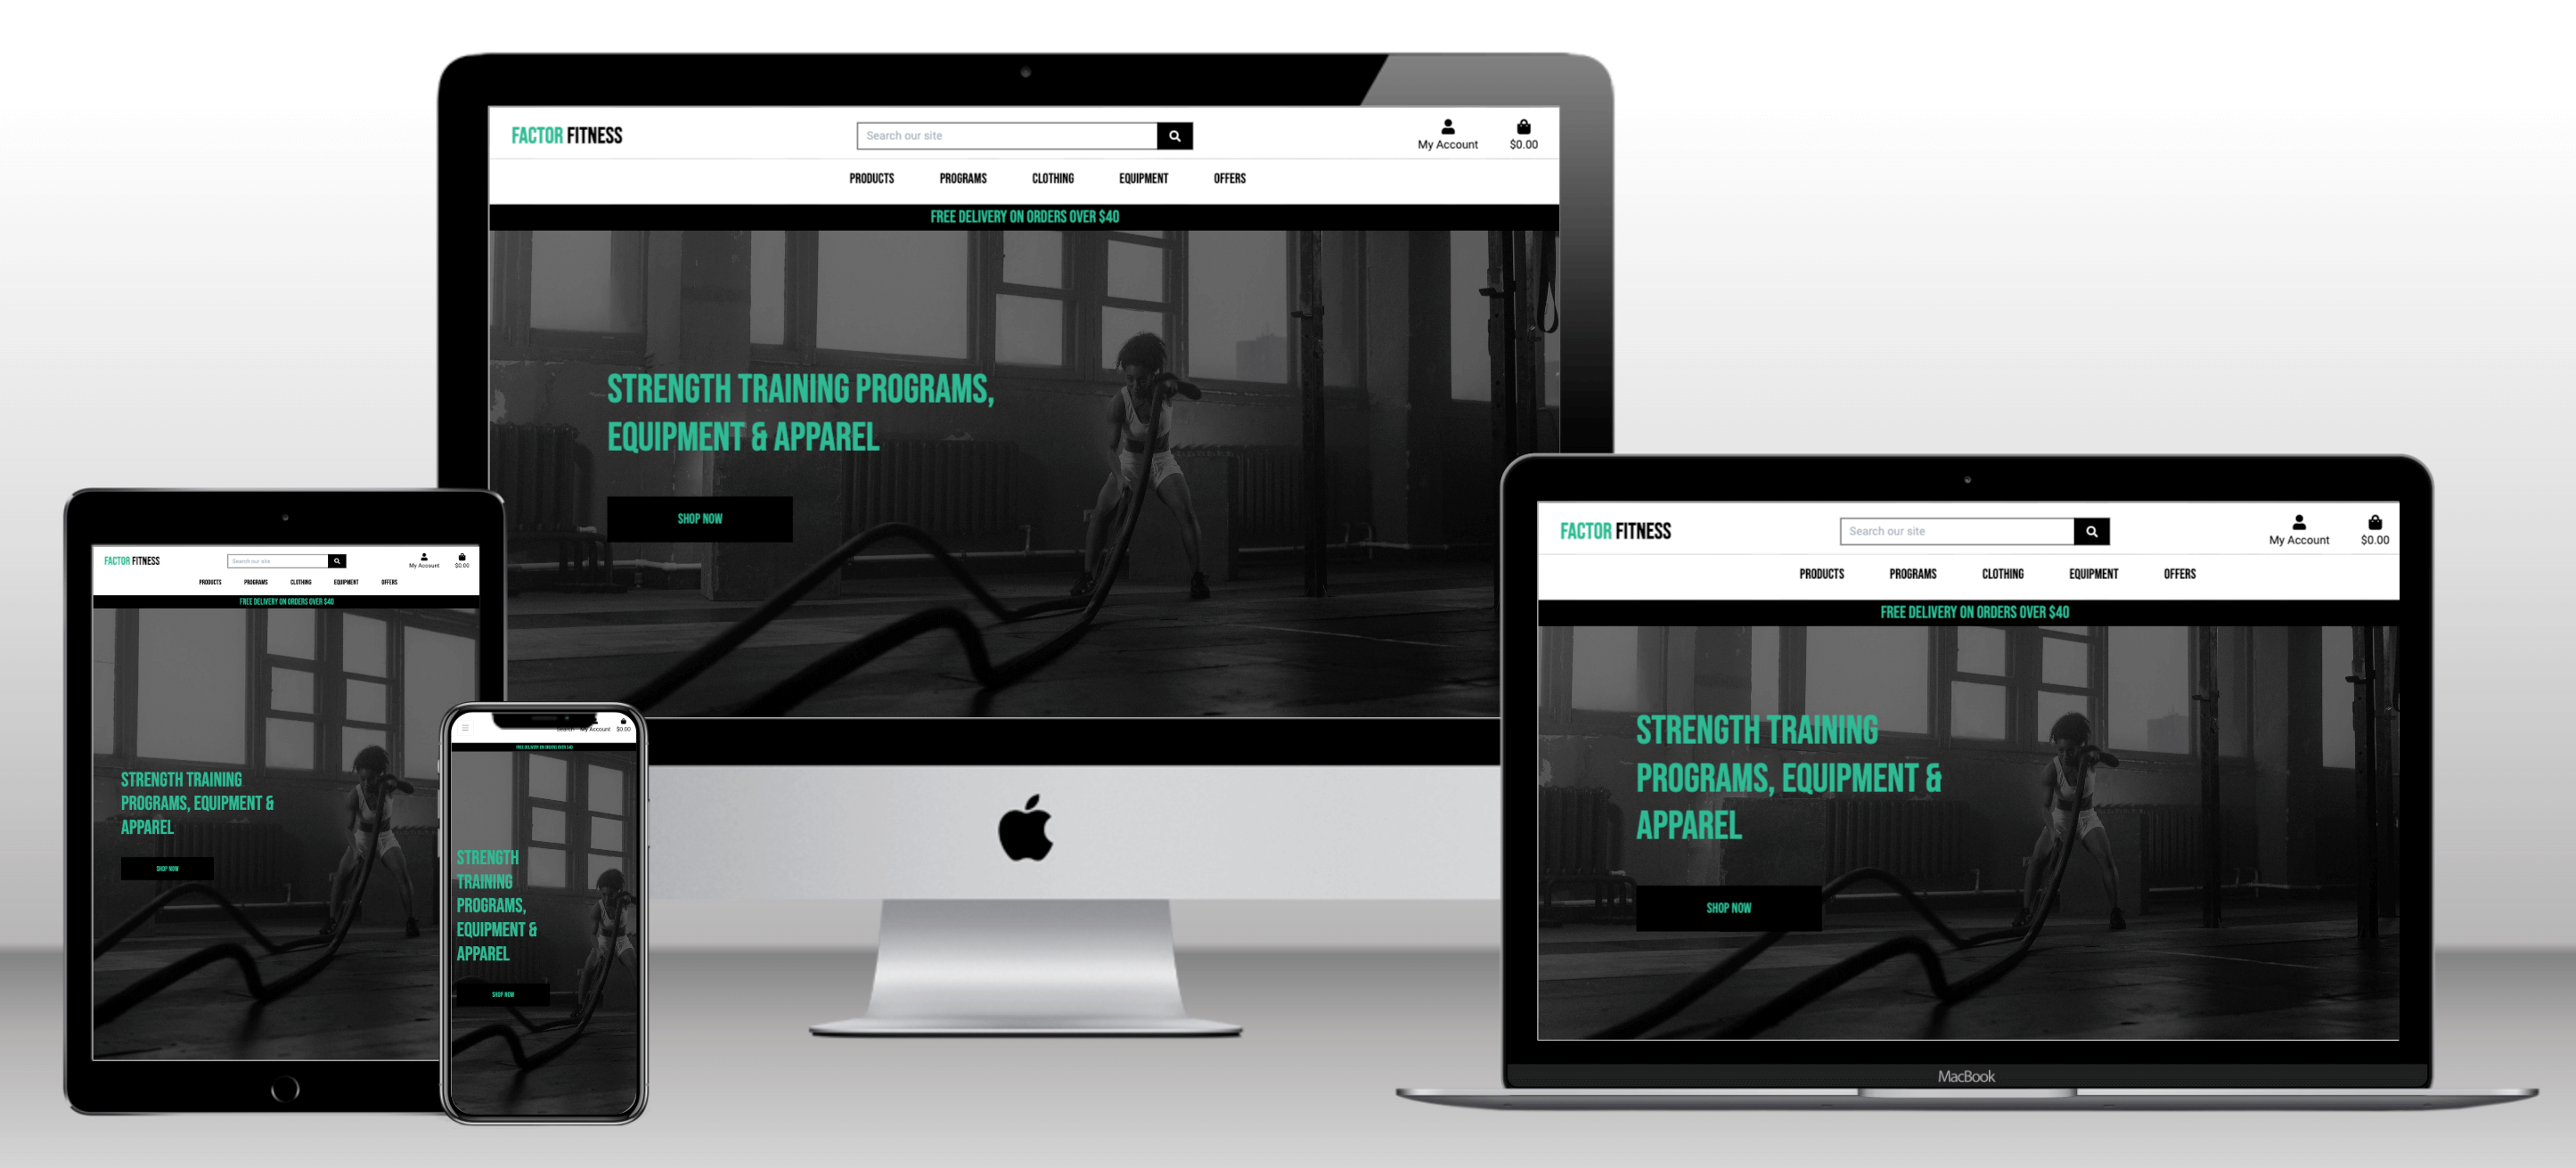 FACTOR FITNESS
Search our site
My Account
$0.00
PRODUCTS PROGRAMS CLOTHING EQUIPMENT OFFERS
FREE DELIVERY ON ORDERS OVER $40
STRENGTH TRAINING PROGRAMS,
EQUIPMENT & APPAREL
SHOP NOW
FACTOR FITNESS
Search our site
My Account
$0.00
PRODUCTS PROGRAMS CLOTHING EQUIPMENT OFFERS
FREE DELIVERY ON ORDERS OVER $40
STRENGTH TRAINING
PROGRAMS, EQUIPMENT &
APPAREL
SHOP NOW
My Account $0.00
FREE DELIVERY ON ORDERS OVER $40
STRENGTH
TRAINING
PROGRAMS,
EQUIPMENT &
APPAREL
SHOP NOW
FACTOR FITNESS
Search our site
My Account
$0.00
PRODUCTS PROGRAMS CLOTHING EQUIPMENT OFFERS
FREE DELIVERY ON ORDERS OVER $40
STRENGTH TRAINING
PROGRAMS, EQUIPMENT &
APPAREL
SHOP NOW
MacBook